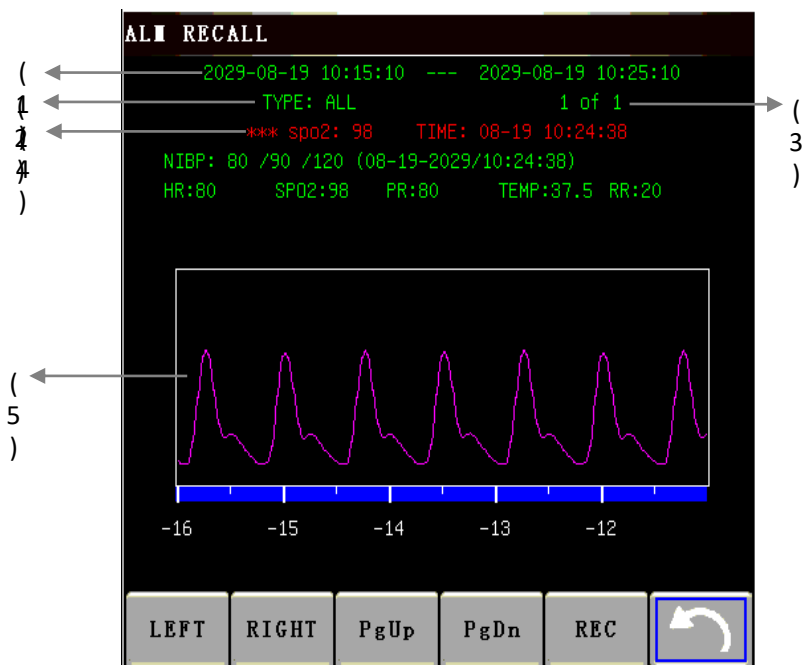 ALM RECALL
2029-08-19 10:15:10 --- 2029-08-19 10:25:10
TYPE: ALL 1 of 1
*** spo2: 98 TIME: 08-19 10:24:38
NIBP: 80 /90 /120 (08-19-2029/10:24:38)
HR:80 SPO2:98 PR:80 TEMP:37.5 RR:20
(1)
(2)
(3)
(4)
(5)
-16 -15 -14 -13 -12
LEFT RIGHT PgUp PgDn REC